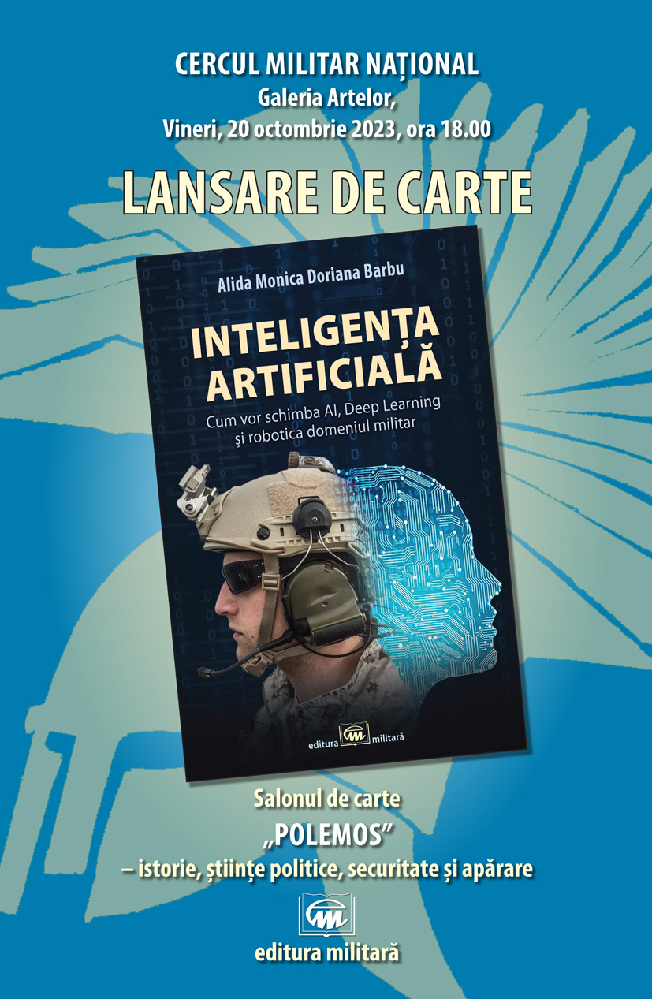 CERCUL MILITAR NAȚIONAL
Galeria Artelor,
Vineri, 20 octombrie 2023, ora 18.00
LANSARE DE CARTE
Alida Monica Doriana Barbu
INTELIGENȚA
ARTIFICIALĂ
Cum vor schimba AI, Deep Learning
şi robotica domeniul militar
editura militară
Salonul de carte
„POLEMOS”
– istorie, științe politice, securitate și apărare
editura militară